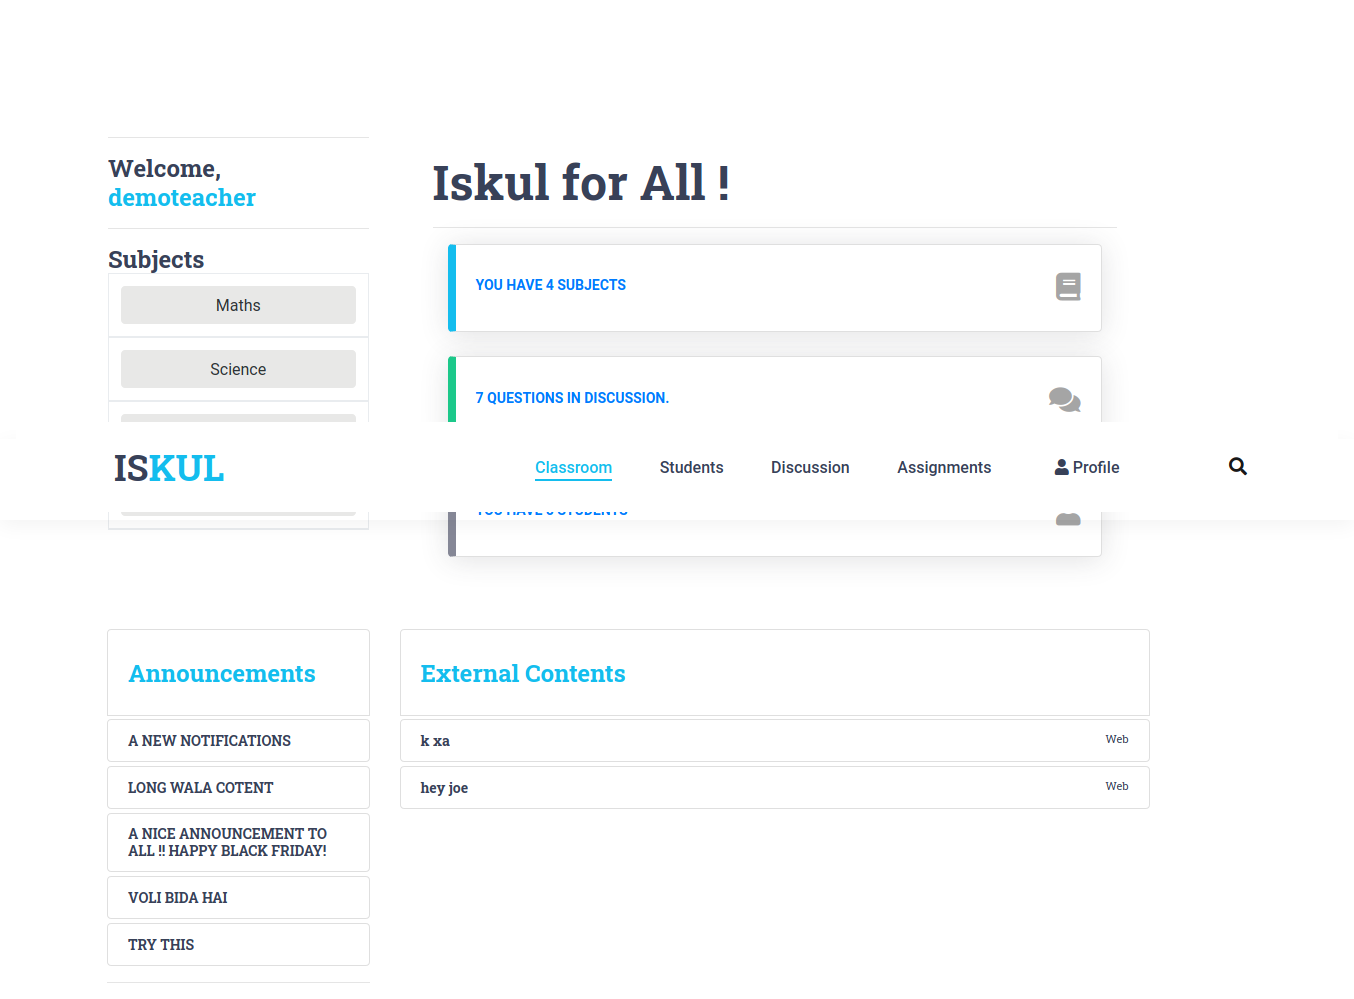 Welcome,
demoteacher
Subjects
Maths
Science
Iskul for All !
YOU HAVE 4 SUBJECTS
7 QUESTIONS IN DISCUSSION.
ISKUL
Classroom
Students
Discussion
Assignments
Profile
Announcements
A NEW NOTIFICATIONS
LONG WALA COTENT
A NICE ANNOUNCEMENT TO
ALL !! HAPPY BLACK FRIDAY!
VOLI BIDA HAI
TRY THIS
External Contents
k xa
Web
hey joe
Web